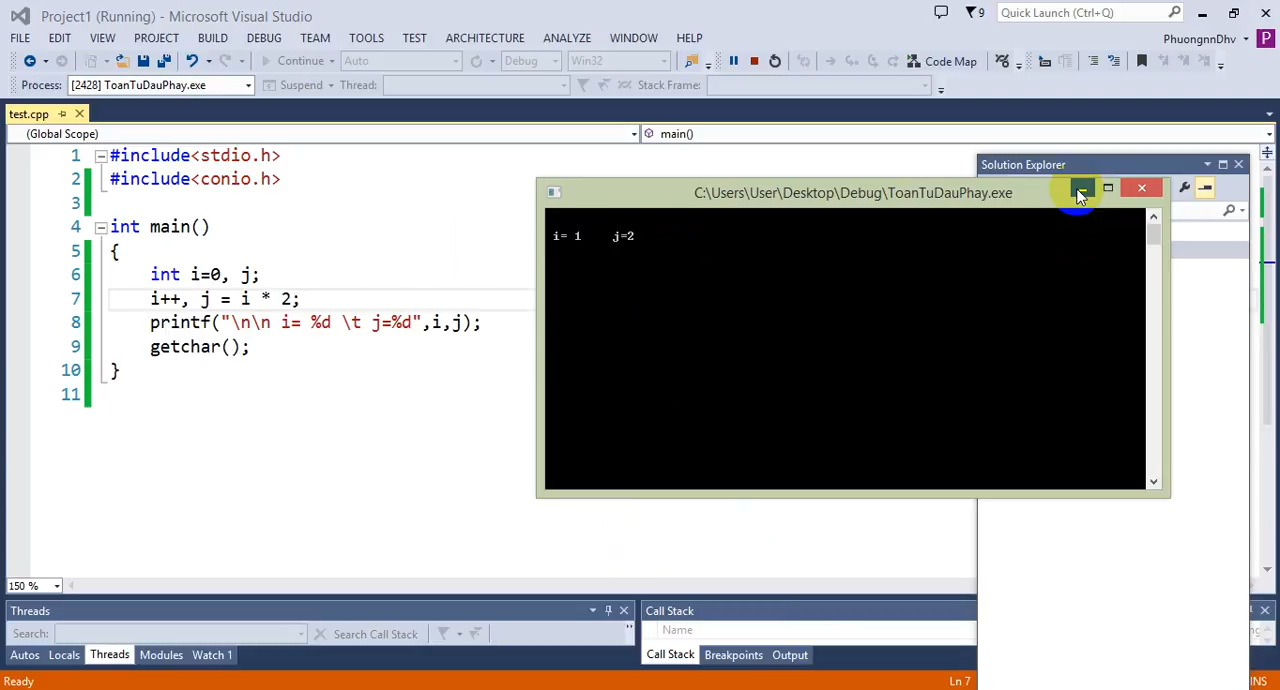 Project1 (Running) - Microsoft Visual Studio
9
Quick Launch (Ctrl+Q)
FILE EDIT VIEW PROJECT BUILD DEBUG TEAM TOOLS TEST ARCHITECTURE ANALYZE WINDOW HELP
PhuongnnDhv P
Continue Auto Debug Win32 Code Map
Process: [2428] ToanTuDauPhay.exe Suspend Thread: Stack Frame:
test.cpp
(Global Scope) main()
Solution Explorer
C:\Users\User\Desktop\Debug\ToanTuDauPhay.exe
i= 1 j=2
1 #include<stdio.h>
2 #include<conio.h>
3
4 int main()
5 {
6 int i=0, j;
7 i++, j = i * 2;
8 printf("\n\n i= %d \t j=%d",i,j);
9 getchar();
10 }
11
150 %
Threads
Search: Search Call Stack
Autos Locals Threads Modules Watch 1
Call Stack
Name
Call Stack Breakpoints Output
Ready Ln 7 INS